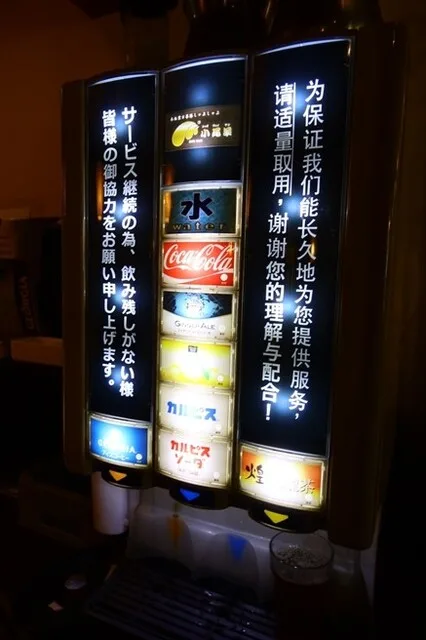 サービス継続の為、飲み残しがない様
皆様の御協力をお願い申し上げます。
小尾羊
水
water
Coca-Cola
GINGER ALE
カルピス
カルピス
ソーダ
为保证我们能长久地为您提供服务，
请适量取用，谢谢您的理解与配合！
煌